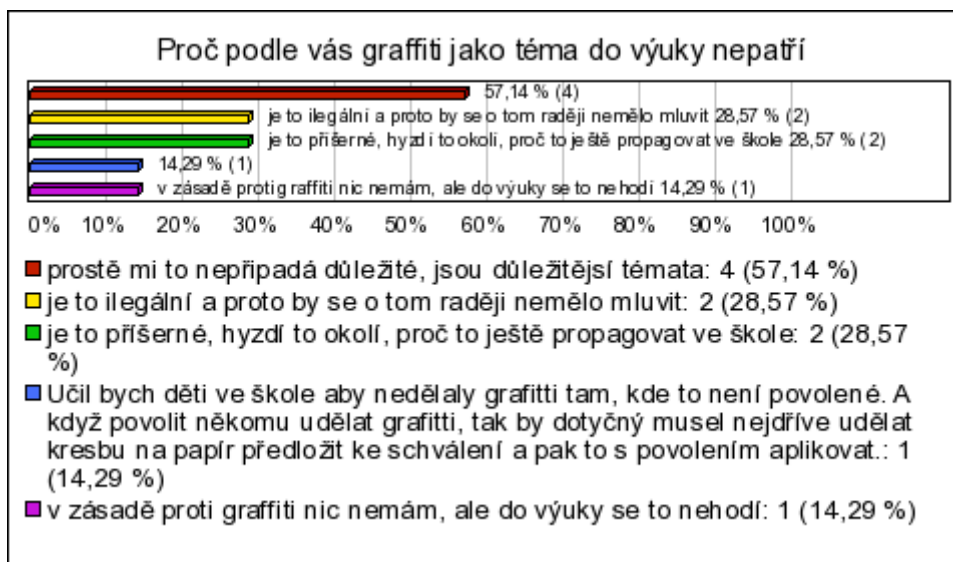 Proč podle vás graffiti jako téma do výuky nepatří
57,14 % (4)
je to ilegální a proto by se o tom raději nemělo mluvit 28,57 % (2)
je to příšerné, hyzdí to okolí, proč to ještě propagovat ve škole 28,57 % (2)
14,29 % (1)
v zásadě proti graffiti nic nemám, ale do výuky se to nehodí 14,29 % (1)
0% 10% 20% 30% 40% 50% 60% 70% 80% 90% 100%
prostě mi to nepřipadá důležité, jsou důležitějsí témata: 4 (57,14 %)
je to ilegální a proto by se o tom raději nemělo mluvit: 2 (28,57 %)
je to příšerné, hyzdí to okolí, proč to ještě propagovat ve škole: 2 (28,57
%)
Učil bych děti ve škole aby nedělaly grafitti tam, kde to není povolené. A
když povolit někomu udělat grafitti, tak by dotyčný musel nejdříve udělat
kresbu na papír předložit ke schválení a pak to s povolením aplikovat.: 1
(14,29 %)
v zásadě proti graffiti nic nemám, ale do výuky se to nehodí: 1 (14,29 %)